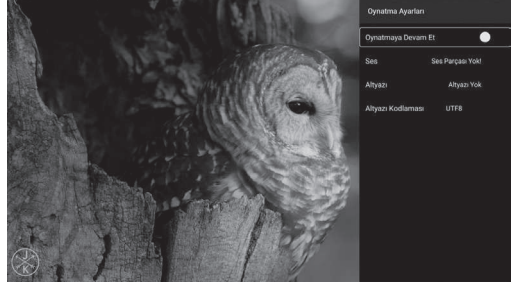 Oynatma Ayarları
Oynatmaya Devam Et
Ses Ses Parçası Yok!
Altyazı Altyazı Yok
Altyazı Kodlaması UTF8
J
K